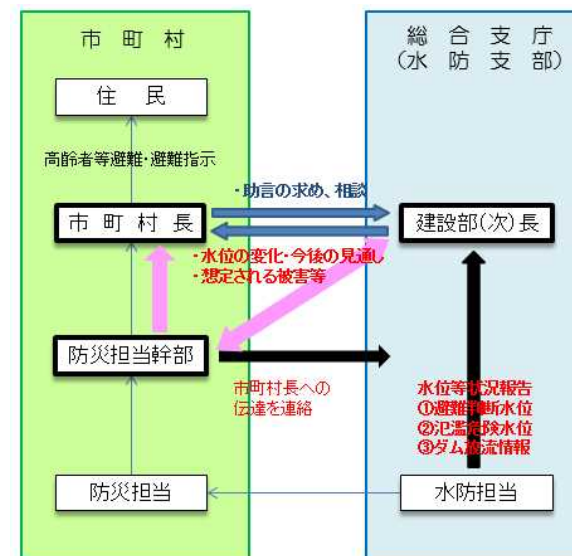 市町村
総合支庁
(水防支部)
住民
高齢者等避難・避難指示
・助言の求め、相談
市町村長
建設部(次)長
・水位の変化・今後の見通し
・想定される被害等
防災担当幹部
市町村長への
伝達を連絡
水位等状況報告
①避難判断水位
②氾濫危険水位
③ダム放流情報
防災担当
水防担当